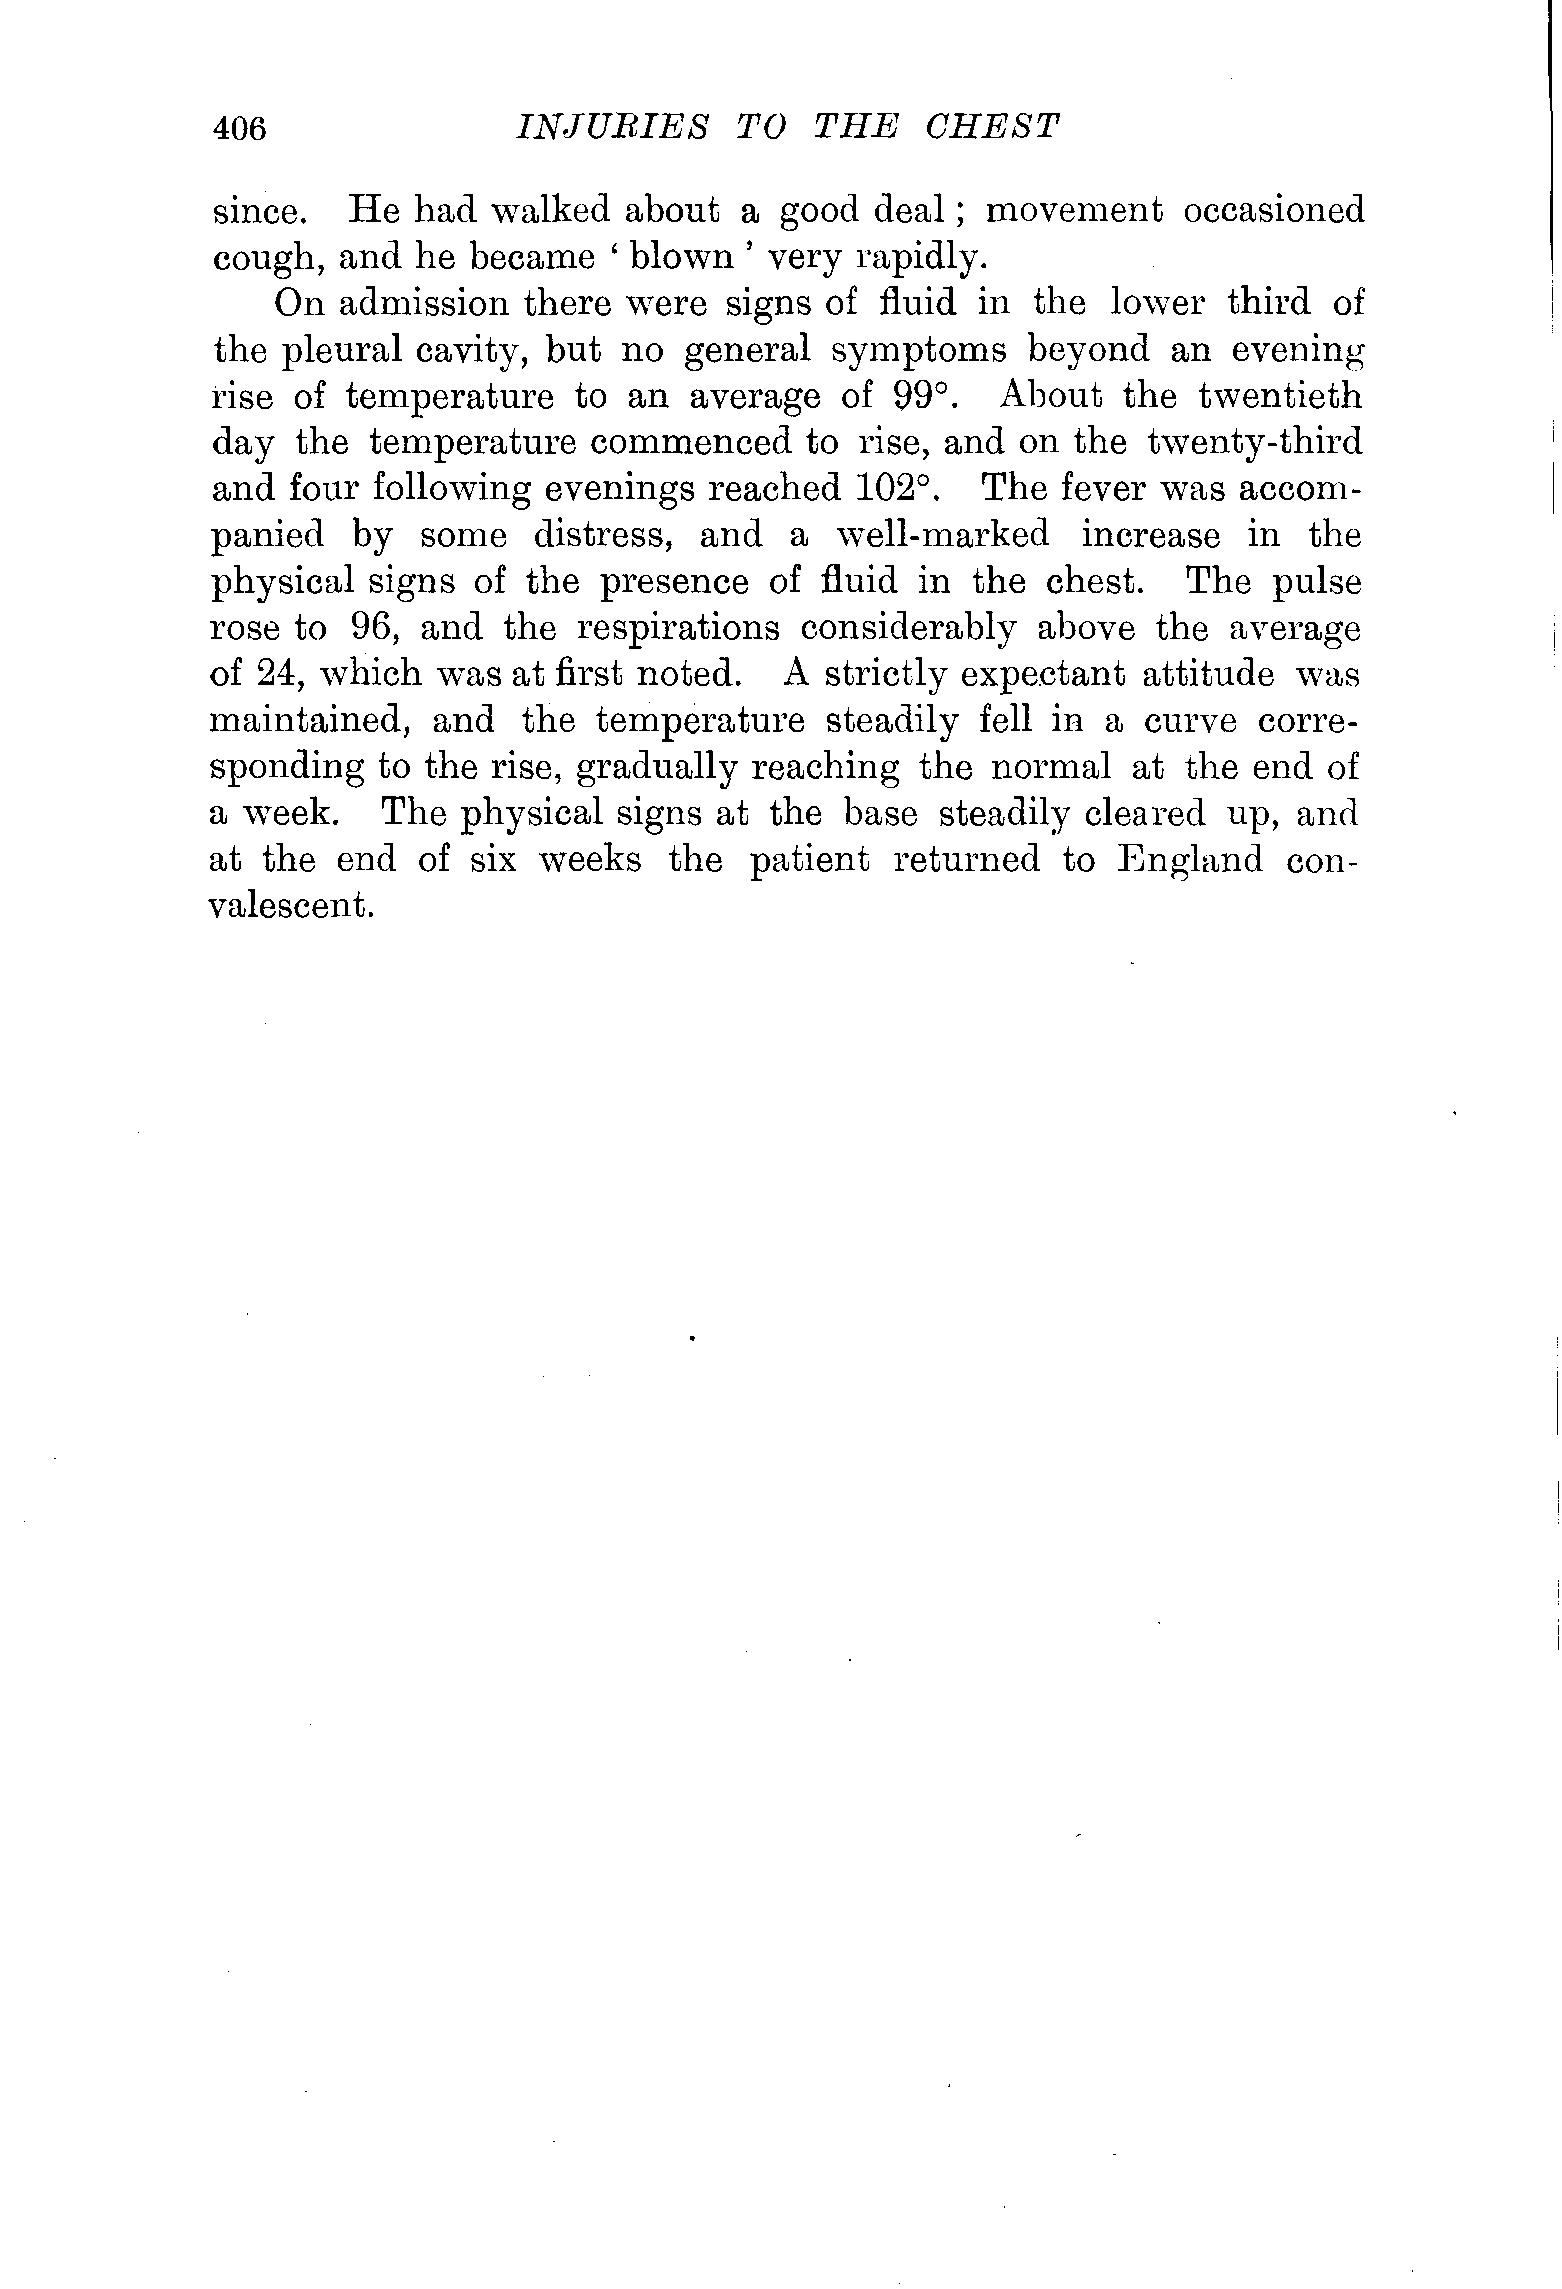 406 INJURIES TO THE CHEST
since. He had walked about a good deal ; movement occasioned
cough, and he became ‘ blown ’ very rapidly.
On admission there were signs of fluid in the lower third of
the pleural cavity, but no general symptoms beyond an evening
rise of temperature to an average of 99°. About the twentieth
day the temperature commenced to rise, and on the twenty-third
and four following evenings reached 102°. The fever was accom-
panied by some distress, and a well-marked increase in the
physical signs of the presence of fluid in the chest. The pulse
rose to 96, and the respirations considerably above the average
of 24, which was at first noted. A strictly expectant attitude was
maintained, and the temperature steadily fell in a curve corre-
sponding to the rise, gradually reaching the normal at the end of
a week. The physical signs at the base steadily cleared up, and
at the end of six weeks the patient returned to England con-
valescent.